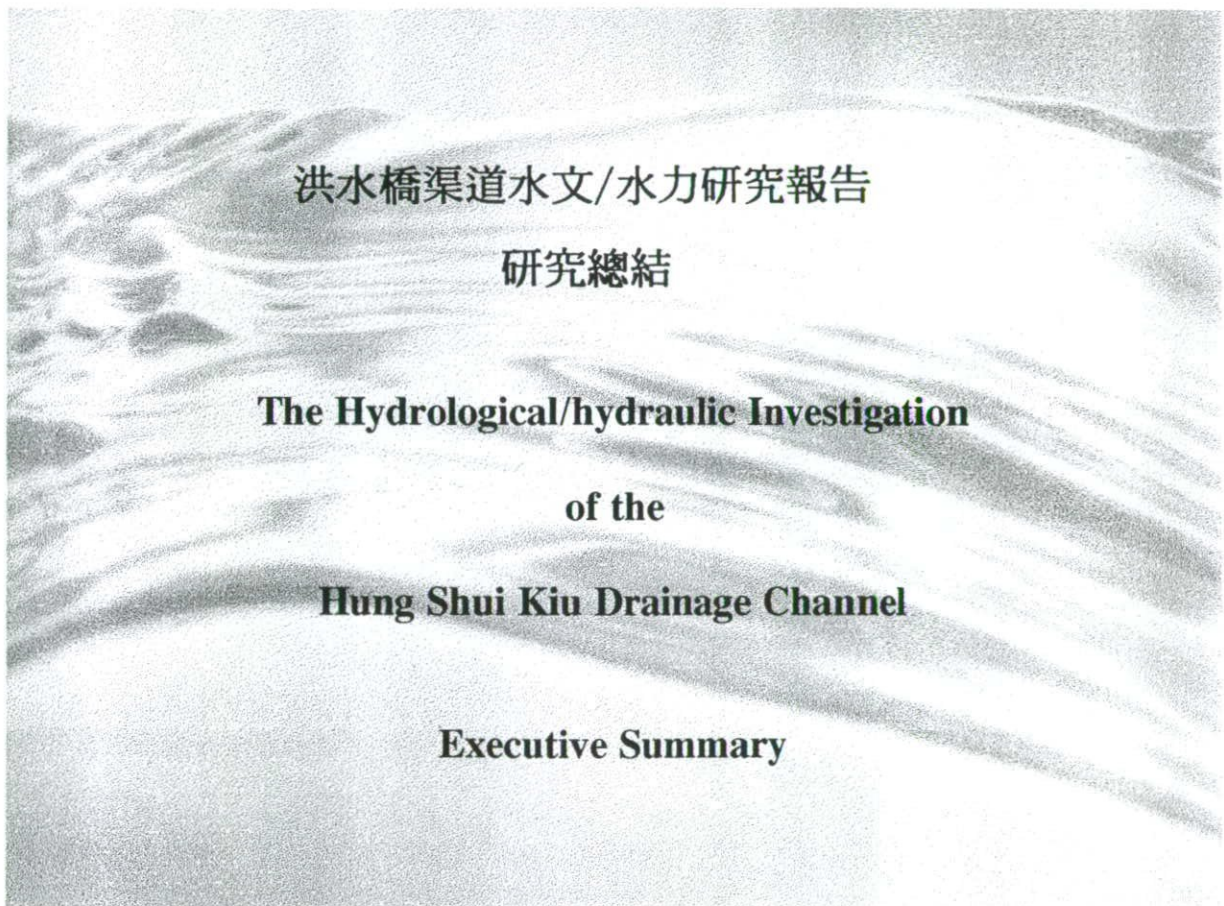 洪水橋渠道水文/水力研究報告
研究總結
The Hydrological/hydraulic Investigation
of the
Hung Shui Kiu Drainage Channel
Executive Summary